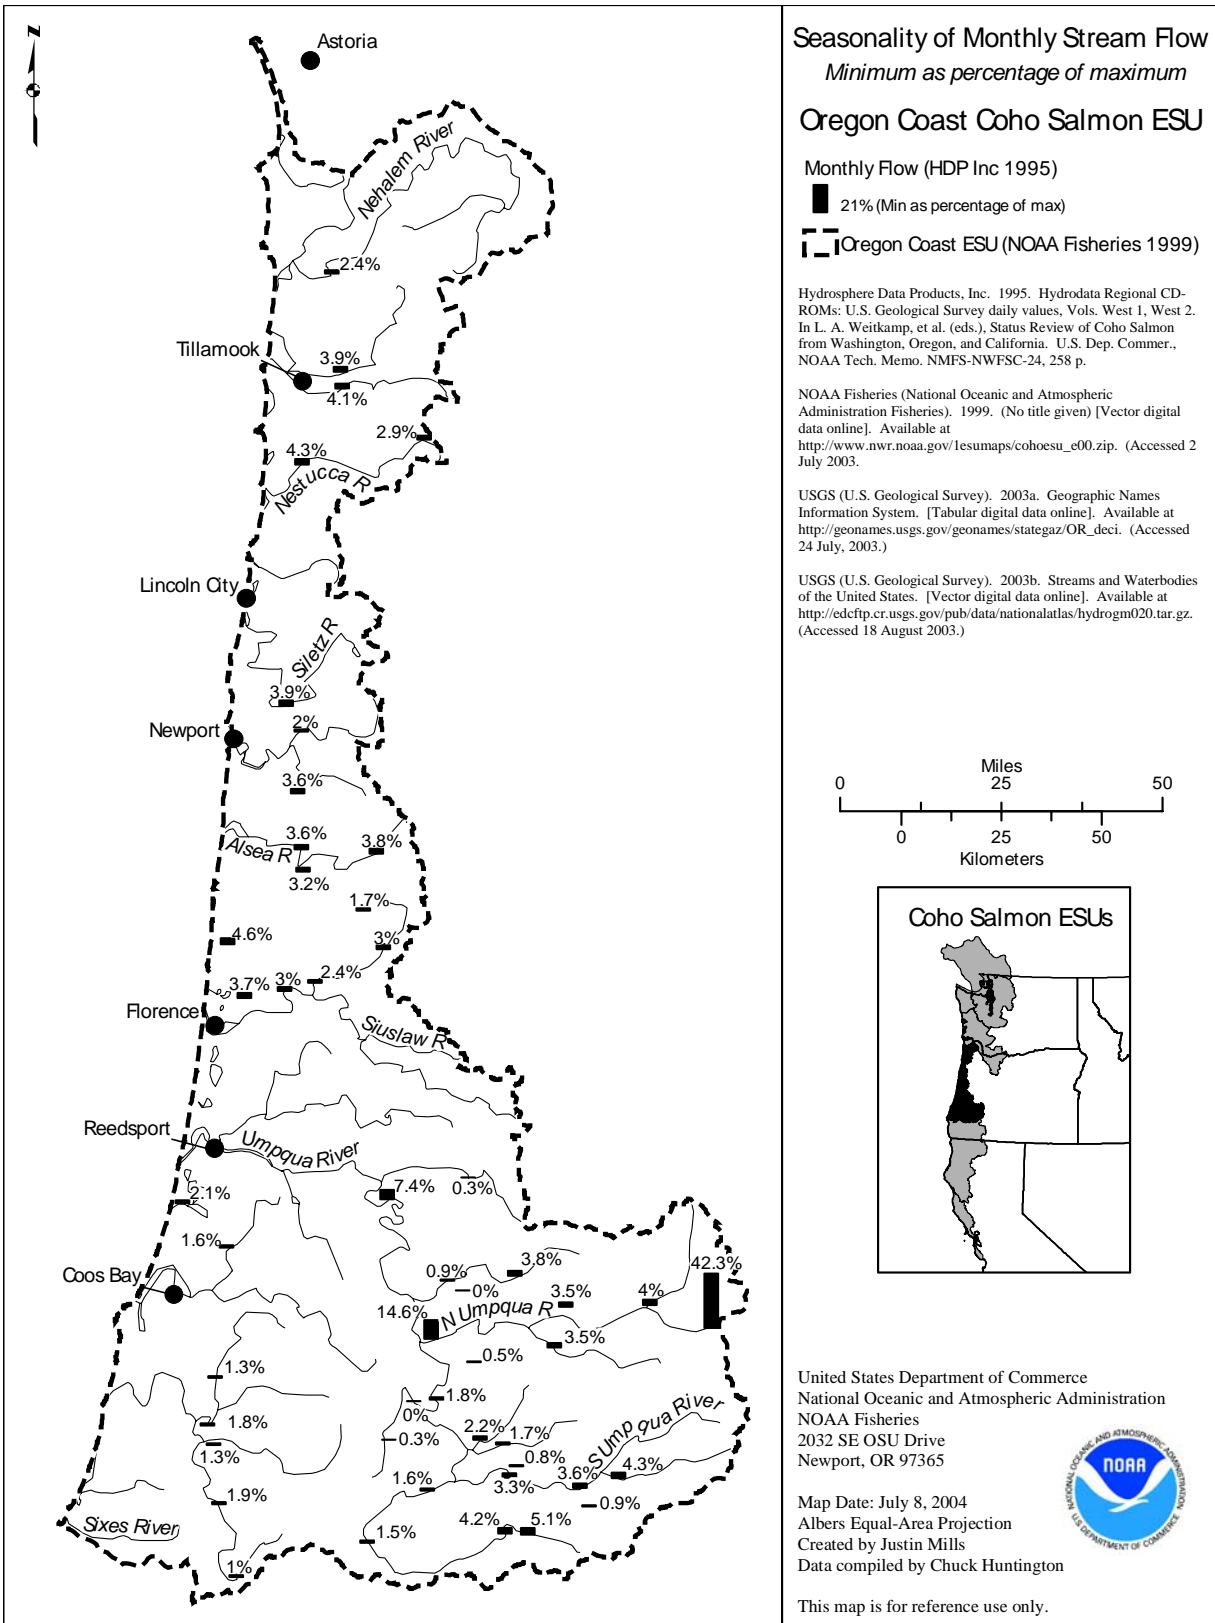 N
Astoria
Nehalem River
2.4%
Tillamook
3.9%
4.1%
2.9%
4.3%
Nestucca R
Lincoln City
Siletz R
3.9%
Newport
2%
3.6%
3.6%
Alsea R
3.8%
3.2%
1.7%
4.6%
3%
2.4%
3%
3.7%
Florence
Siuslaw R
Reedsport
Umpqua River
7.4%
0.3%
2.1%
1.6%
Coos Bay
0.9%
3.8%
42.3%
0%
3.5%
4%
14.6%
N Umpqua R
3.5%
0.5%
1.3%
1.8%
0%
1.8%
2.2%
1.7%
S Umpqua River
0.3%
1.3%
0.8%
1.6%
3.3%
3.6%
4.3%
1.9%
0.9%
Sixes River
1.5%
4.2%
5.1%
1%
Seasonality of Monthly Stream Flow
Minimum as percentage of maximum
Oregon Coast Coho Salmon ESU
Monthly Flow (HDP Inc 1995)
21% (Min as percentage of max)
Oregon Coast ESU (NOAA Fisheries 1999)
Hydrosphere Data Products, Inc. 1995. Hydrodata Regional CD-
ROMs: U.S. Geological Survey daily values, Vols. West 1, West 2.
In L. A. Weitkamp, et al. (eds.), Status Review of Coho Salmon
from Washington, Oregon, and California. U.S. Dep. Commer.,
NOAA Tech. Memo. NMFS-NWFSC-24, 258 p.
NOAA Fisheries (National Oceanic and Atmospheric
Administration Fisheries). 1999. (No title given) [Vector digital
data online]. Available at
http://www.nwr.noaa.gov/1esumaps/cohoesu_e00.zip. (Accessed 2
July 2003.
USGS (U.S. Geological Survey). 2003a. Geographic Names
Information System. [Tabular digital data online]. Available at
http://geonames.usgs.gov/geonames/stategaz/OR_deci. (Accessed
24 July, 2003.)
USGS (U.S. Geological Survey). 2003b. Streams and Waterbodies
of the United States. [Vector digital data online]. Available at
http://edcftp.cr.usgs.gov/pub/data/nationalatlas/hydrogm020.tar.gz.
(Accessed 18 August 2003.)
Miles
0 25 50
0 25 50
Kilometers
Coho Salmon ESUs
United States Department of Commerce
National Oceanic and Atmospheric Administration
NOAA Fisheries
2032 SE OSU Drive
Newport, OR 97365
Map Date: July 8, 2004
Albers Equal-Area Projection
Created by Justin Mills
Data compiled by Chuck Huntington
This map is for reference use only.
NATIONAL OCEANIC AND ATMOSPHERIC ADMINISTRATION
NOAA
U.S. DEPARTMENT OF COMMERCE